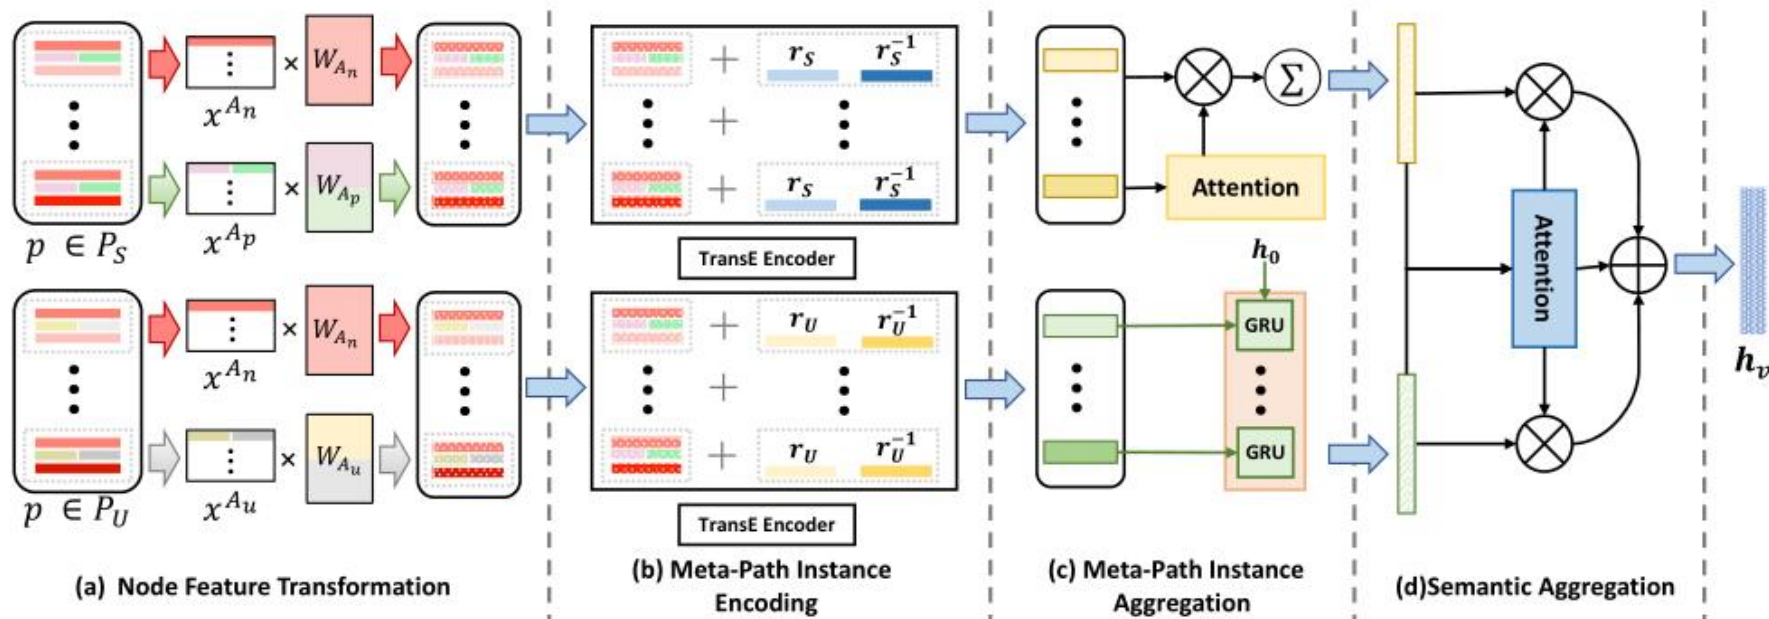 x^{A_n} × W_{A_n}
x^{A_p} × W_{A_p}
p ∈ P_S
x^{A_n} × W_{A_n}
x^{A_u} × W_{A_u}
p ∈ P_U
(a) Node Feature Transformation
+ r_S r_S^{-1}
+
+ r_S r_S^{-1}
TransE Encoder
+ r_U r_U^{-1}
+
+ r_U r_U^{-1}
TransE Encoder
(b) Meta-Path Instance
Encoding
Σ
Attention
h_0
GRU
GRU
(c) Meta-Path Instance
Aggregation
Attention
(d)Semantic Aggregation
h_v